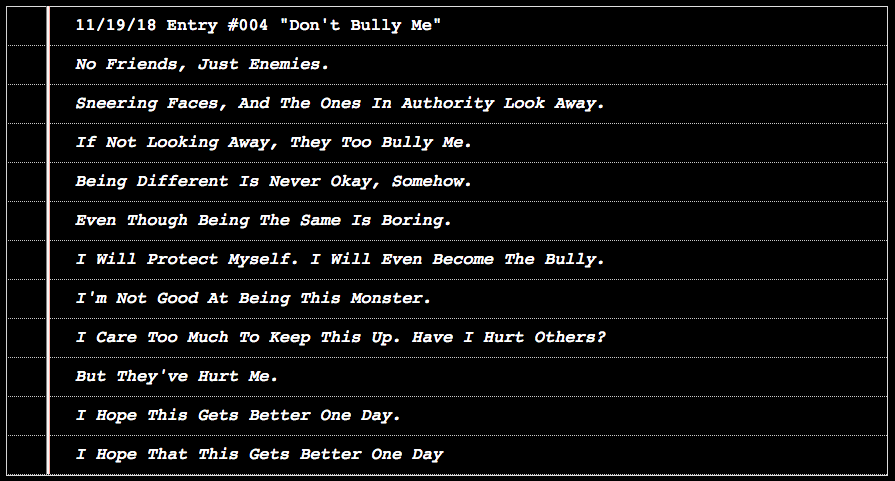 11/19/18 Entry #004 "Don't Bully Me"
No Friends, Just Enemies.
Sneering Faces, And The Ones In Authority Look Away.
If Not Looking Away, They Too Bully Me.
Being Different Is Never Okay, Somehow.
Even Though Being The Same Is Boring.
I Will Protect Myself. I Will Even Become The Bully.
I'm Not Good At Being This Monster.
I Care Too Much To Keep This Up. Have I Hurt Others?
But They've Hurt Me.
I Hope This Gets Better One Day.
I Hope That This Gets Better One Day